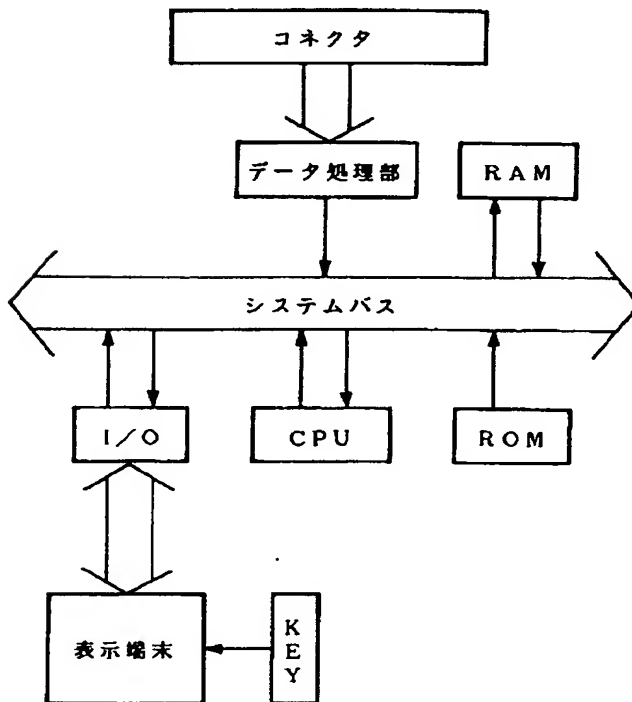 コネクタ
データ処理部
RAM
システムバス
I/O
CPU
ROM
表示端末
KEY